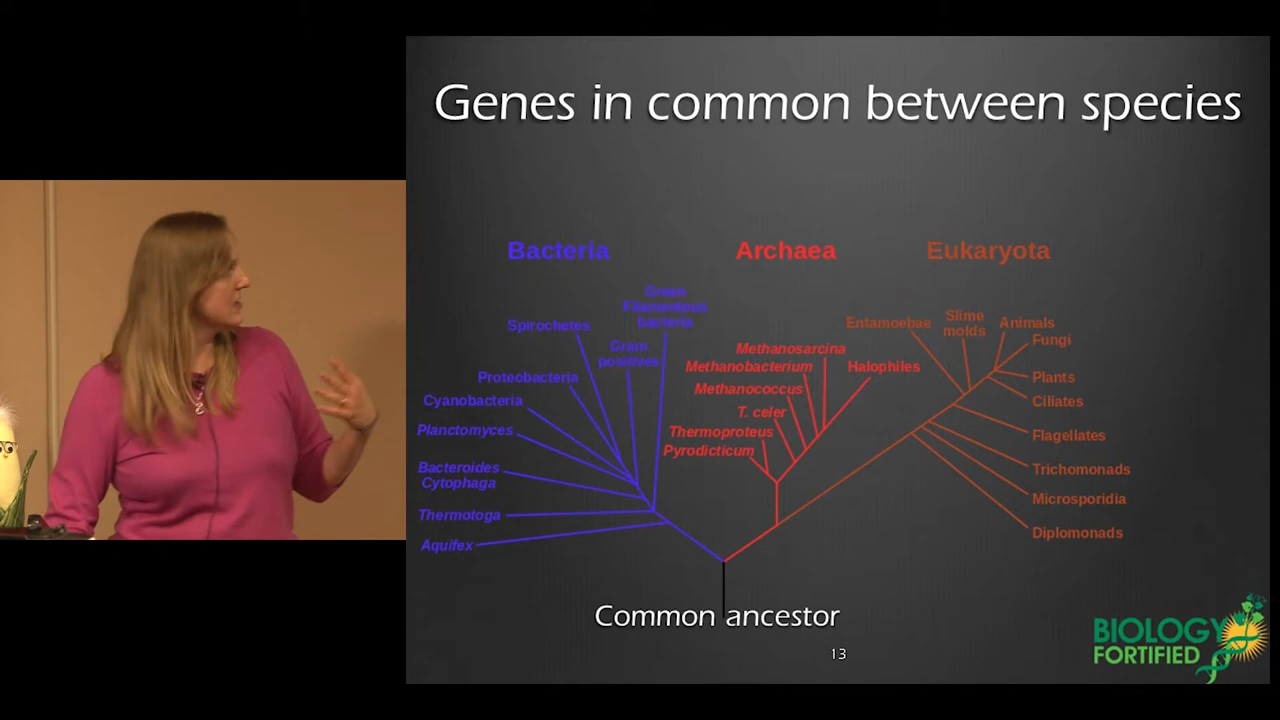 Genes in common between species
Bacteria
Archaea
Eukaryota
Green
Filamentous
bacteria
Spirochetes
Gram
positives
Proteobacteria
Cyanobacteria
Planctomyces
Bacteroides
Cytophaga
Thermotoga
Aquifex
Methanosarcina
Methanobacterium
Halophiles
Methanococcus
T. celer
Thermoproteus
Pyrodicticum
Entamoebae
Slime
molds
Animals
Fungi
Plants
Ciliates
Flagellates
Trichomonads
Microsporidia
Diplomonads
Common ancestor
13
BIOLOGY
FORTIFIED